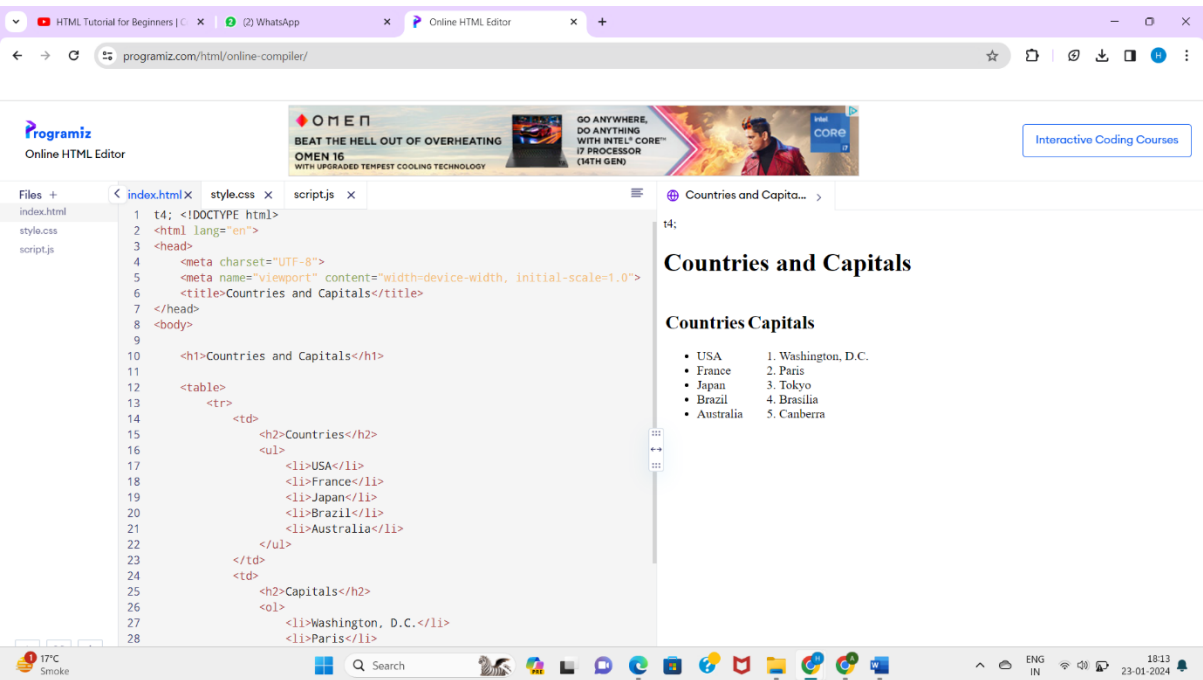 HTML Tutorial for Beginners | C
(2) WhatsApp
Online HTML Editor
programiz.com/html/online-compiler/
H
Programiz
Online HTML Editor
OMEN
BEAT THE HELL OUT OF OVERHEATING
OMEN 16
WITH UPGRADED TEMPEST COOLING TECHNOLOGY
GO ANYWHERE,
DO ANYTHING
WITH INTEL® CORE™
i7 PROCESSOR
(14TH GEN)
intel
CORE
i7
Interactive Coding Courses
Files +
index.html
style.css
script.js
index.html
style.css
script.js
1 t4; <!DOCTYPE html>
2 <html lang="en">
3 <head>
4 <meta charset="UTF-8">
5 <meta name="viewport" content="width=device-width, initial-scale=1.0">
6 <title>Countries and Capitals</title>
7 </head>
8 <body>
9
10 <h1>Countries and Capitals</h1>
11
12 <table>
13 <tr>
14 <td>
15 <h2>Countries</h2>
16 <ul>
17 <li>USA</li>
18 <li>France</li>
19 <li>Japan</li>
20 <li>Brazil</li>
21 <li>Australia</li>
22 </ul>
23 </td>
24 <td>
25 <h2>Capitals</h2>
26 <ol>
27 <li>Washington, D.C.</li>
28 <li>Paris</li>
Countries and Capita...
t4;
Countries and Capitals
Countries Capitals
• USA 1. Washington, D.C.
• France 2. Paris
• Japan 3. Tokyo
• Brazil 4. Brasília
• Australia 5. Canberra
1
17°C
Smoke
Search
PRE
ENG
IN
18:13
23-01-2024